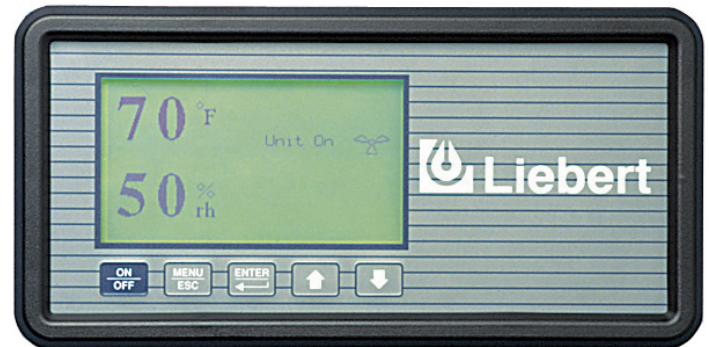 70 °F
Unit On
50 % rh
Liebert
ON OFF
MENU ESC
ENTER